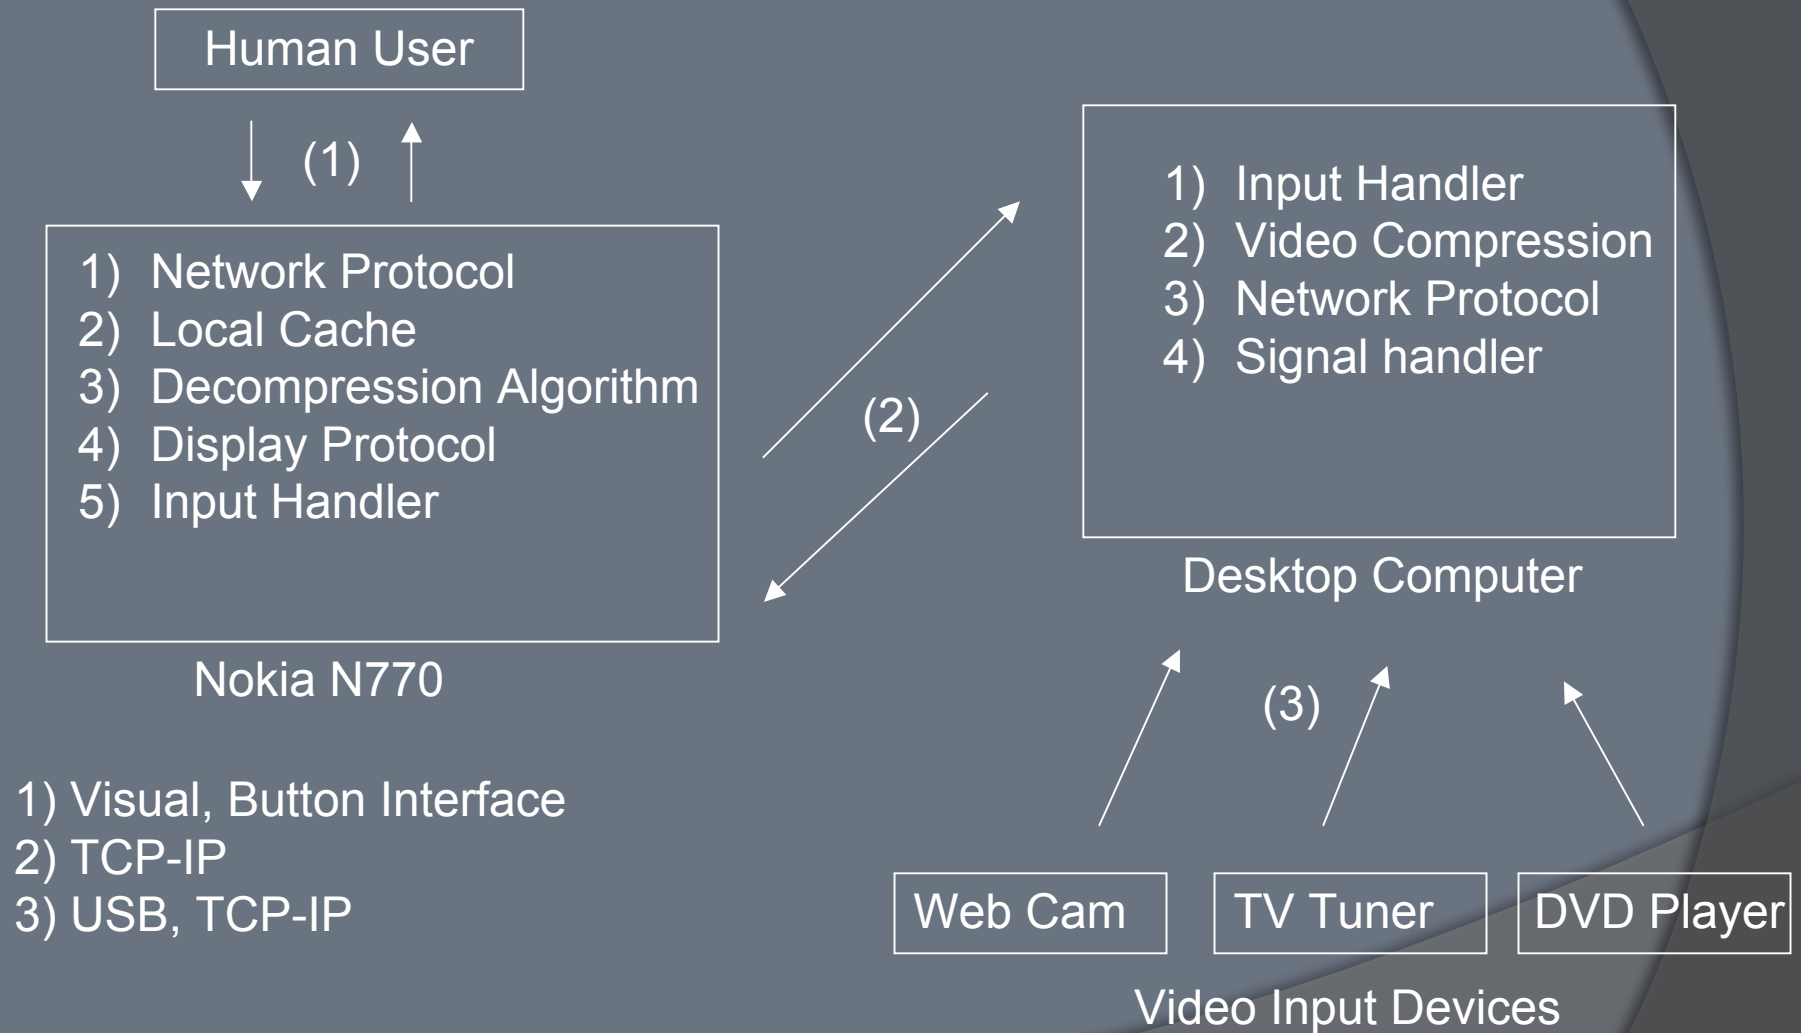 Human User
(1)
1) Network Protocol
2) Local Cache
3) Decompression Algorithm
4) Display Protocol
5) Input Handler
Nokia N770
(2)
1) Input Handler
2) Video Compression
3) Network Protocol
4) Signal handler
Desktop Computer
(3)
1) Visual, Button Interface
2) TCP-IP
3) USB, TCP-IP
Web Cam
TV Tuner
DVD Player
Video Input Devices